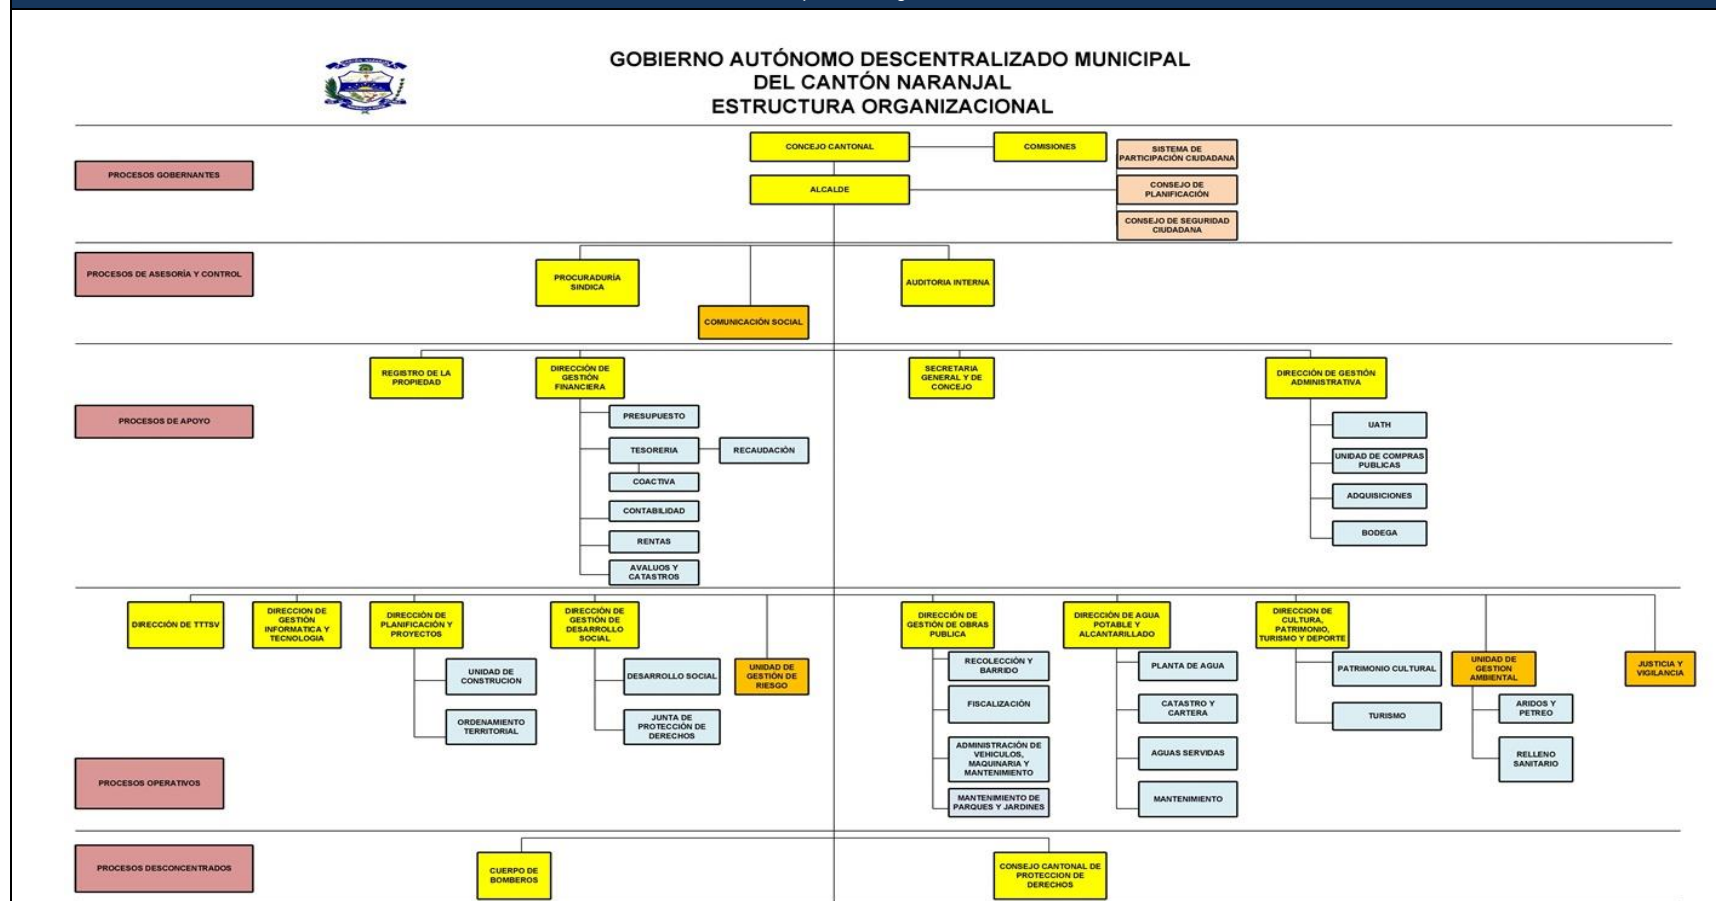 GOBIERNO AUTÓNOMO DESCENTRALIZADO MUNICIPAL
DEL CANTÓN NARANJAL
ESTRUCTURA ORGANIZACIONAL
PROCESOS GOBERNANTES
CONCEJO CANTONAL
COMISIONES
SISTEMA DE
PARTICIPACIÓN CIUDADANA
ALCALDE
CONSEJO DE
PLANIFICACIÓN
CONSEJO DE SEGURIDAD
CIUDADANA
PROCESOS DE ASESORÍA Y CONTROL
PROCURADURÍA
SINDICA
COMUNICACIÓN SOCIAL
AUDITORIA INTERNA
PROCESOS DE APOYO
REGISTRO DE LA
PROPIEDAD
DIRECCIÓN DE
GESTIÓN
FINANCIERA
PRESUPUESTO
TESORERIA
RECAUDACIÓN
COACTIVA
CONTABILIDAD
RENTAS
AVALUOS Y
CATASTROS
SECRETARIA
GENERAL Y DE
CONCEJO
DIRECCIÓN DE GESTIÓN
ADMINISTRATIVA
UATH
UNIDAD DE COMPRAS
PUBLICAS
ADQUISICIONES
BODEGA
PROCESOS OPERATIVOS
DIRECCIÓN DE TTTSV
DIRECCION DE
GESTIÓN
INFORMATICA Y
TECNOLOGIA
DIRECCIÓN DE
PLANIFICACIÓN Y
PROYECTOS
UNIDAD DE
CONSTRUCION
ORDENAMIENTO
TERRITORIAL
DIRECCIÓN DE
GESTIÓN DE
DESARROLLO
SOCIAL
DESARROLLO SOCIAL
JUNTA DE
PROTECCIÓN DE
DERECHOS
UNIDAD DE
GESTIÓN DE
RIESGO
DIRECCIÓN DE
GESTIÓN DE OBRAS
PUBLICA
RECOLECCIÓN Y
BARRIDO
FISCALIZACIÓN
ADMINISTRACIÓN DE
VEHICULOS,
MAQUINARIA Y
MANTENIMIENTO
MANTENIMIENTO DE
PARQUES Y JARDINES
DIRECCIÓN DE AGUA
POTABLE Y
ALCANTARILLADO
PLANTA DE AGUA
CATASTRO Y
CARTERA
AGUAS SERVIDAS
MANTENIMIENTO
DIRECCION DE
CULTURA,
PATRIMONIO,
TURISMO Y DEPORTE
PATRIMONIO CULTURAL
TURISMO
UNIDAD DE
GESTION
AMBIENTAL
ARIDOS Y
PETREO
RELLENO
SANITARIO
JUSTICIA Y
VIGILANCIA
PROCESOS DESCONCENTRADOS
CUERPO DE
BOMBEROS
CONSEJO CANTONAL DE
PROTECCION DE
DERECHOS